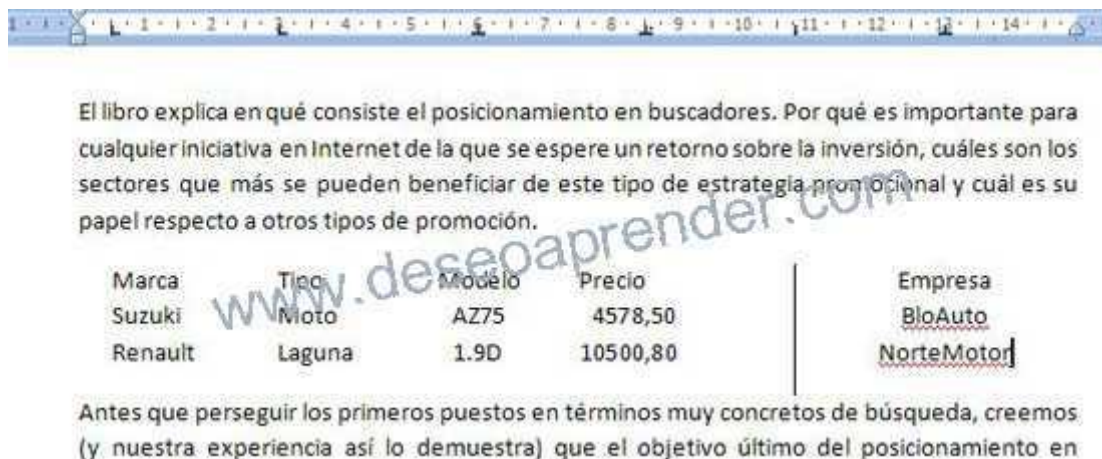 1 · 1 · 2 · 3 · 4 · 5 · 6 · 7 · 8 · 9 · 10 · 11 · 12 · 13 · 14
El libro explica en qué consiste el posicionamiento en buscadores. Por qué es importante para
cualquier iniciativa en Internet de la que se espere un retorno sobre la inversión, cuáles son los
sectores que más se pueden beneficiar de este tipo de estrategia promocional y cuál es su
papel respecto a otros tipos de promoción.
www.deseoaprender.com
Marca Tipo Modelo Precio Empresa
Suzuki Moto AZ75 4578,50 BloAuto
Renault Laguna 1.9D 10500,80 NorteMotor
Antes que perseguir los primeros puestos en términos muy concretos de búsqueda, creemos
(y nuestra experiencia así lo demuestra) que el objetivo último del posicionamiento en